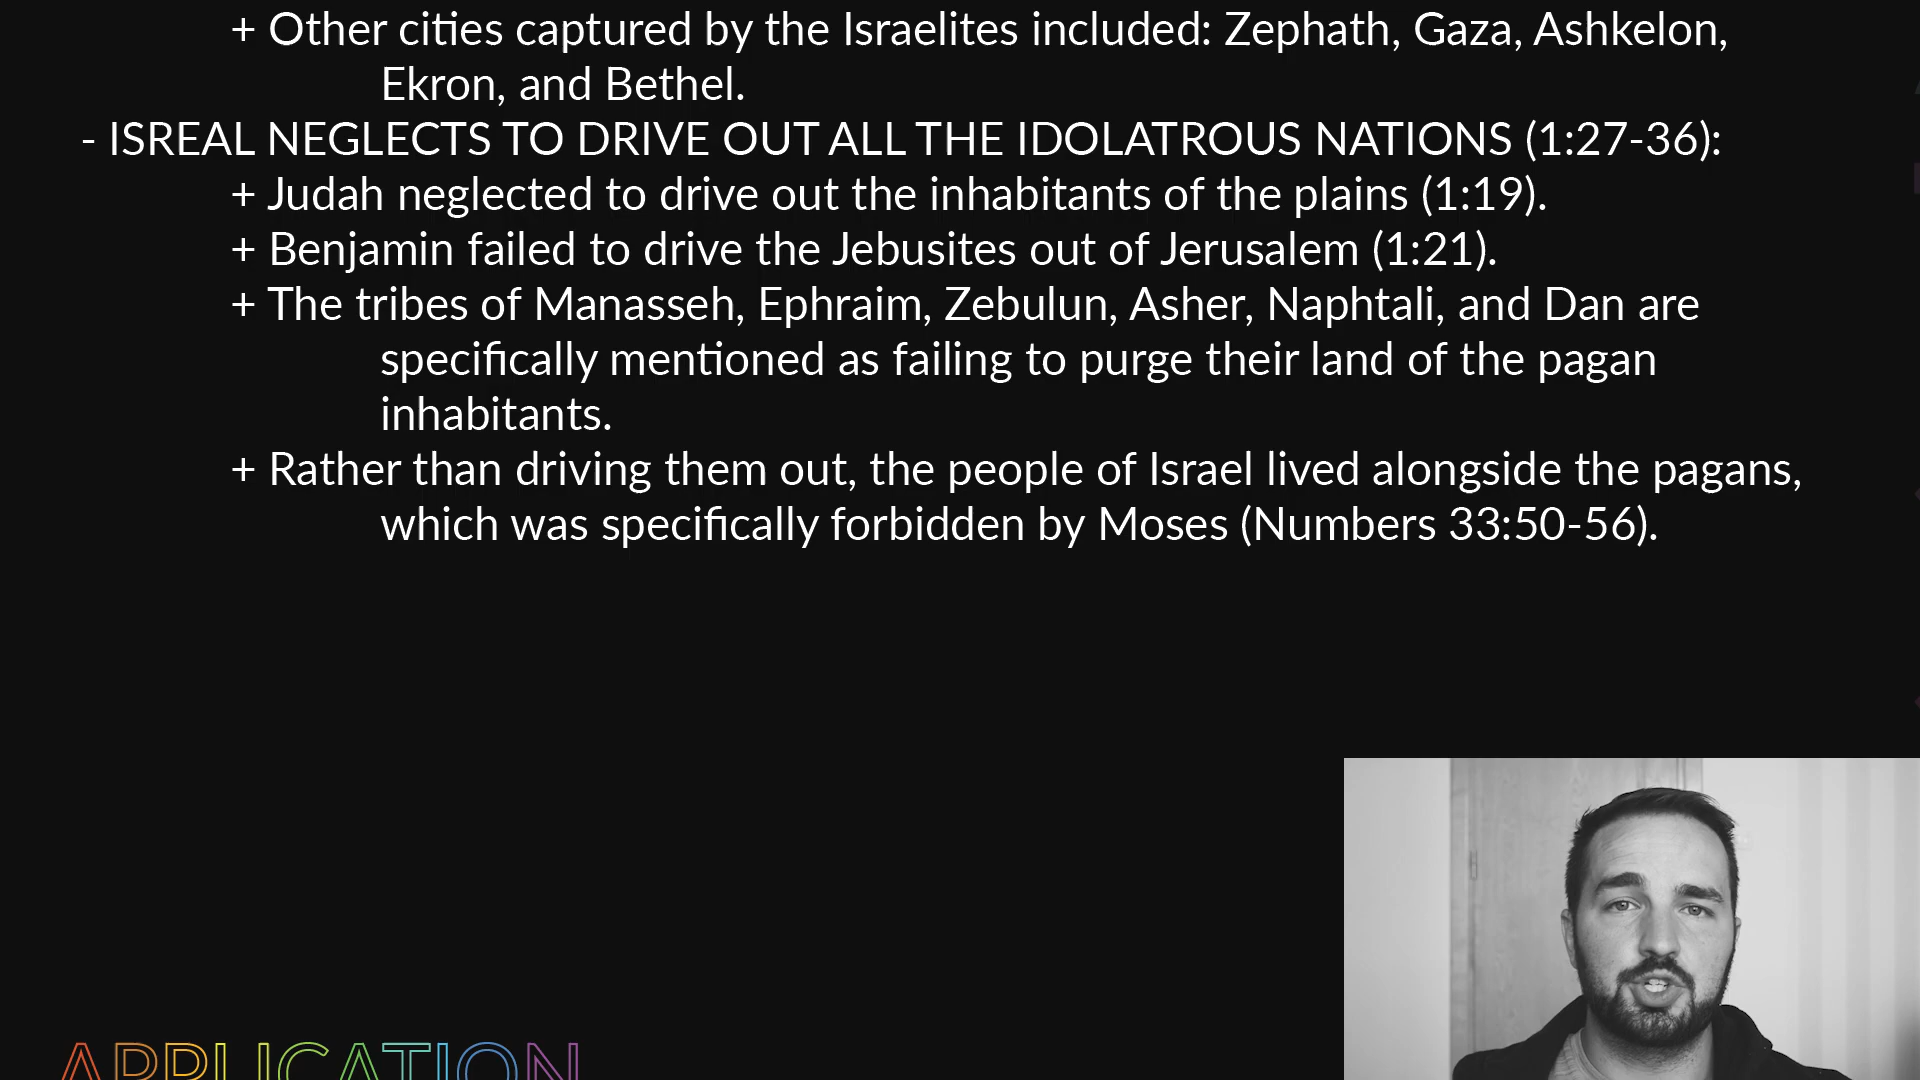 + Other cities captured by the Israelites included: Zephath, Gaza, Ashkelon,
Ekron, and Bethel.
- ISREAL NEGLECTS TO DRIVE OUT ALL THE IDOLATROUS NATIONS (1:27-36):
+ Judah neglected to drive out the inhabitants of the plains (1:19).
+ Benjamin failed to drive the Jebusites out of Jerusalem (1:21).
+ The tribes of Manasseh, Ephraim, Zebulun, Asher, Naphtali, and Dan are
specifically mentioned as failing to purge their land of the pagan
inhabitants.
+ Rather than driving them out, the people of Israel lived alongside the pagans,
which was specifically forbidden by Moses (Numbers 33:50-56).
APPLICATION